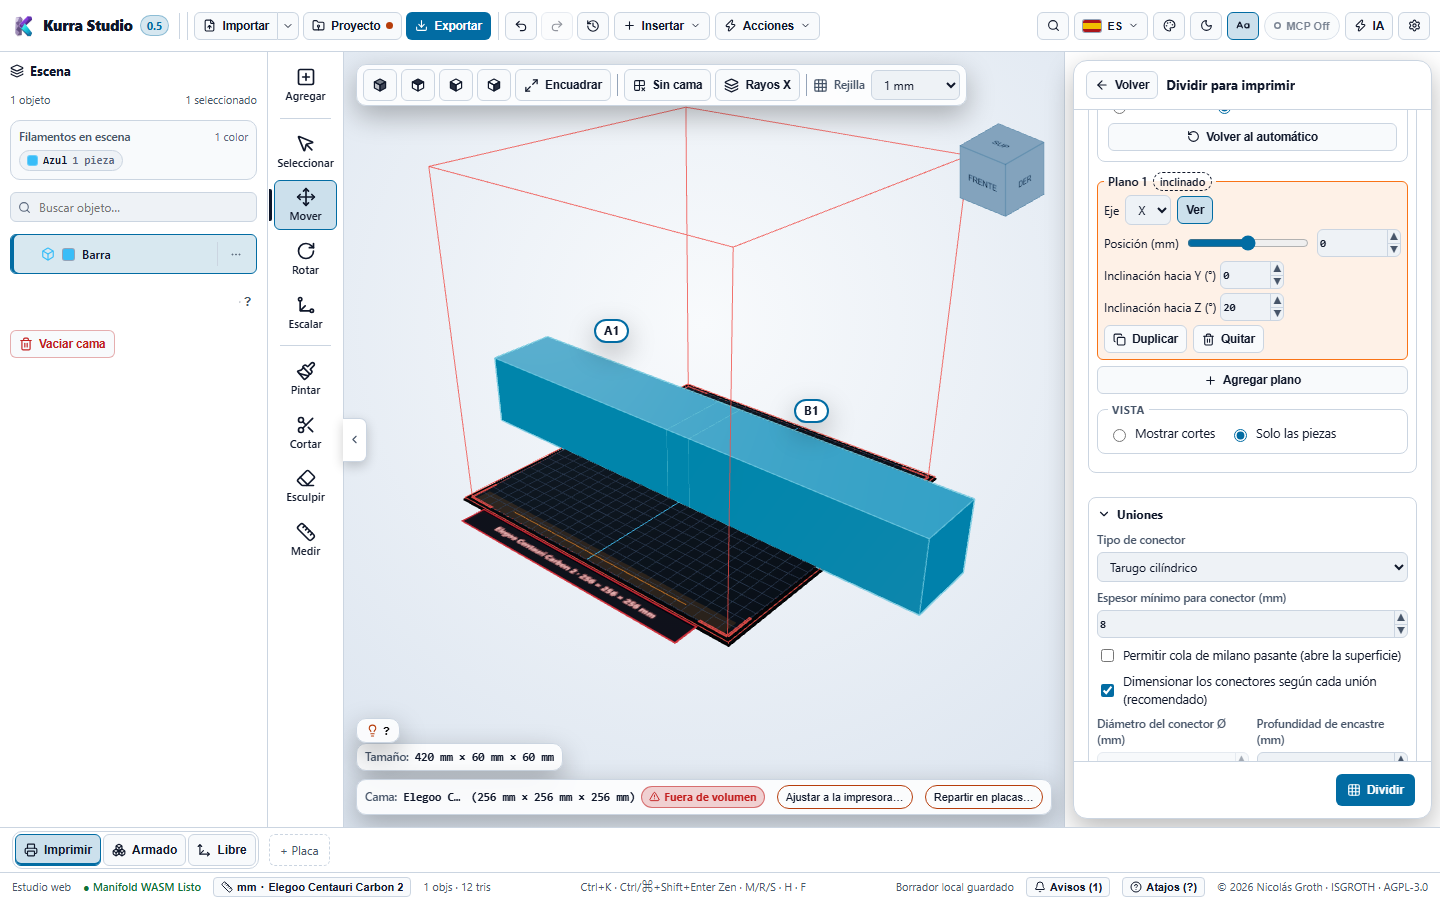 Kurra Studio 0.5
Importar
Proyecto
Exportar
Insertar
Acciones
ES
MCP Off
IA
Escena
1 objeto 1 seleccionado
Filamentos en escena 1 color
Azul 1 pieza
Buscar objeto...
Barra
?
Vaciar cama
Agregar
Seleccionar
Mover
Rotar
Escalar
Pintar
Cortar
Esculpir
Medir
Encuadrar
Sin cama
Rayos X
Rejilla 1 mm
SUP
FRENTE
DER
A1
B1
Elegoo Centauri Carbon 2 - 256 × 256 × 256 mm
?
Tamaño: 420 mm × 60 mm × 60 mm
Cama: Elegoo C… (256 mm × 256 mm × 256 mm) Fuera de volumen Ajustar a la impresora... Repartir en placas...
Volver Dividir para imprimir
Volver al automático
Plano 1 inclinado
Eje X Ver
Posición (mm) 0
Inclinación hacia Y (°) 0
Inclinación hacia Z (°) 20
Duplicar Quitar
Agregar plano
VISTA
Mostrar cortes Solo las piezas
Uniones
Tipo de conector
Tarugo cilíndrico
Espesor mínimo para conector (mm)
8
Permitir cola de milano pasante (abre la superficie)
Dimensionar los conectores según cada unión
(recomendado)
Diámetro del conector Ø
(mm)
Profundidad de encastre
(mm)
Dividir
Imprimir Armado Libre + Placa
Estudio web Manifold WASM Listo mm · Elegoo Centauri Carbon 2 1 objs · 12 tris Ctrl+K · Ctrl/⌘+Shift+Enter Zen · M/R/S · H · F Borrador local guardado Avisos (1) Atajos (?) © 2026 Nicolás Groth · ISGROTH · AGPL-3.0